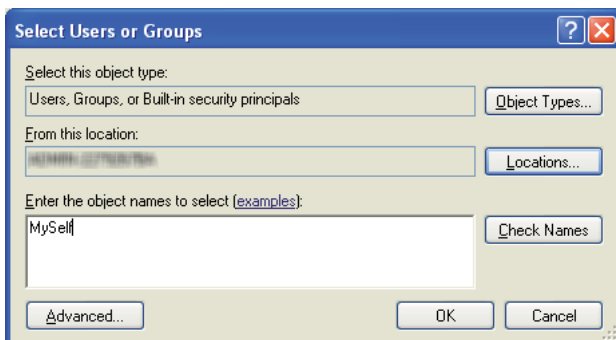 Select Users or Groups
Select this object type:
Users, Groups, or Built-in security principals
Object Types...
From this location:
Locations...
Enter the object names to select (examples):
MySelf
Check Names
Advanced...
OK
Cancel